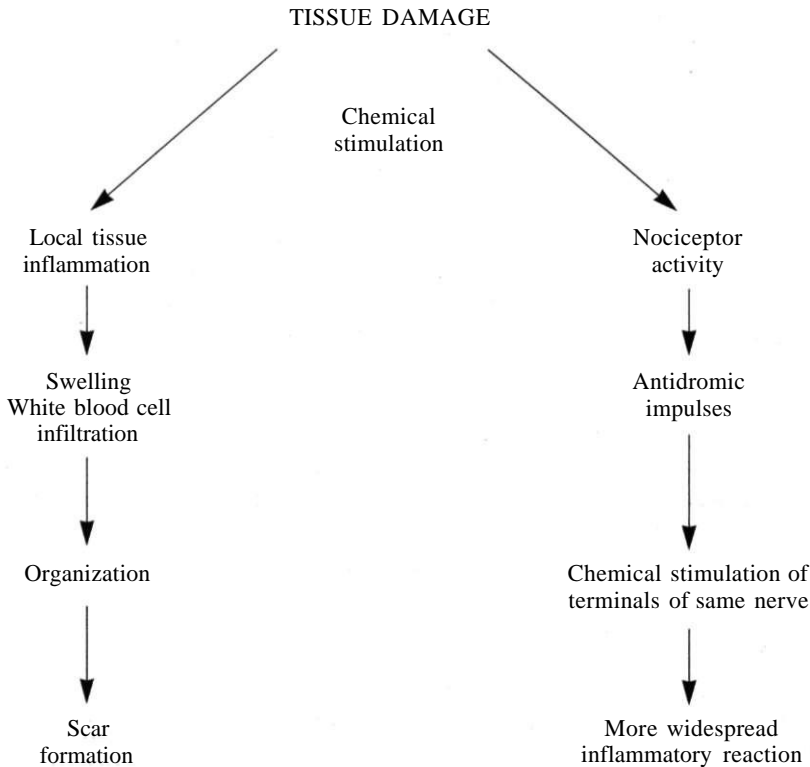 TISSUE DAMAGE
Chemical
stimulation
Local tissue
inflammation
Nociceptor
activity
Swelling
White blood cell
infiltration
Antidromic
impulses
Organization
Chemical stimulation of
terminals of same nerve
Scar
formation
More widespread
inflammatory reaction